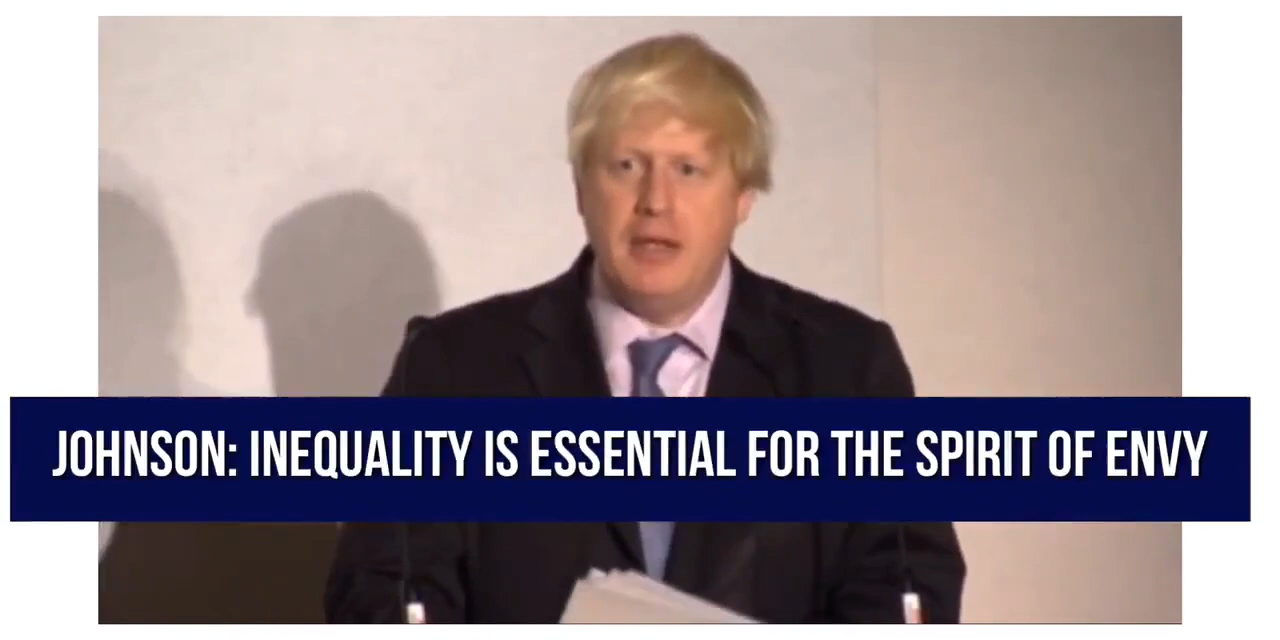 JOHNSON: INEQUALITY IS ESSENTIAL FOR THE SPIRIT OF ENVY